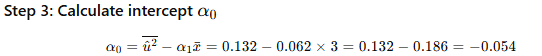 Step 3: Calculate intercept α₀
α₀ = \overline{û²} − α₁x̄ = 0.132 − 0.062 × 3 = 0.132 − 0.186 = −0.054